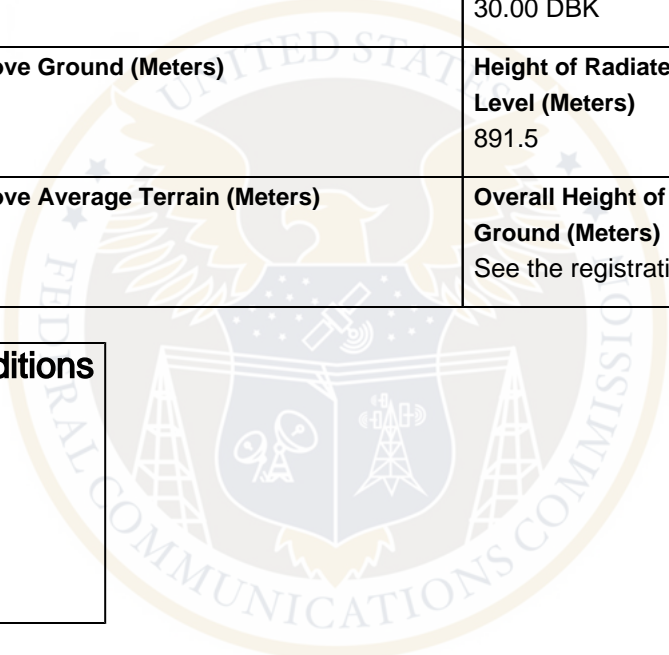 30.00 DBK
ove Ground (Meters)
Height of Radiate
Level (Meters)
891.5
ove Average Terrain (Meters)
Overall Height of
Ground (Meters)
See the registrati
ditions
UNITED STATES
FEDERAL COMMUNICATIONS COMMISSION